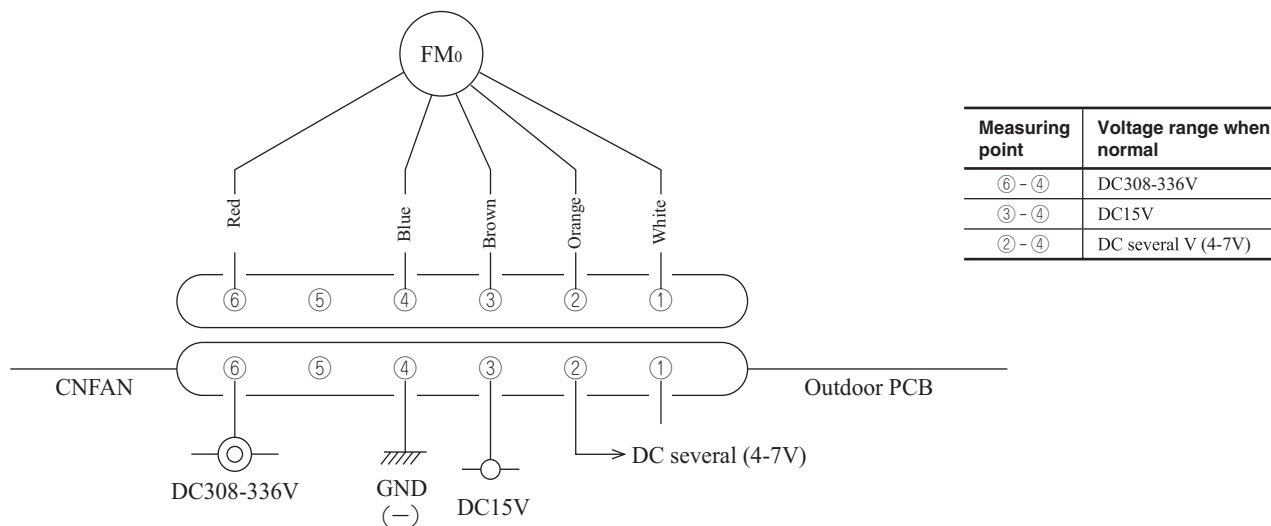 FM0
Red
Blue
Brown
Orange
White
⑥ ⑤ ④ ③ ② ①
⑥ ⑤ ④ ③ ② ①
CNFAN
Outdoor PCB
DC308-336V
GND
(−)
DC15V
DC several (4-7V)
Measuring point
Voltage range when normal
⑥ - ④ DC308-336V
③ - ④ DC15V
② - ④ DC several V (4-7V)